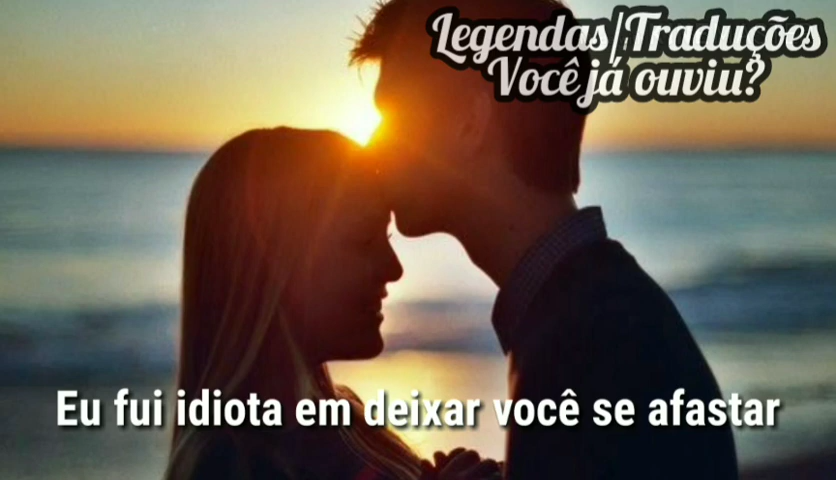 Legendas|Traduções
Você já ouviu?
Eu fui idiota em deixar você se afastar